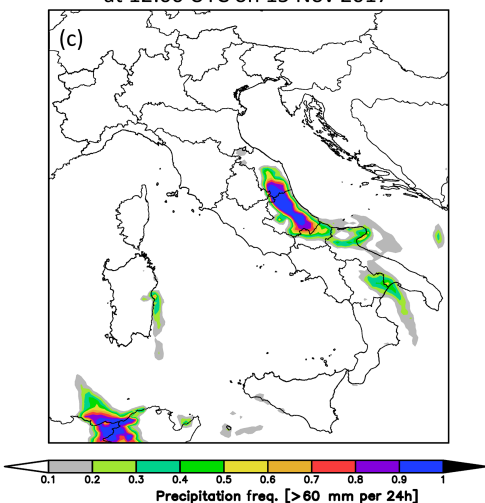 at 12:00 UTC on 15 Nov 2017
(c)
0.1 0.2 0.3 0.4 0.5 0.6 0.7 0.8 0.9 1
Precipitation freq. [>60 mm per 24h]